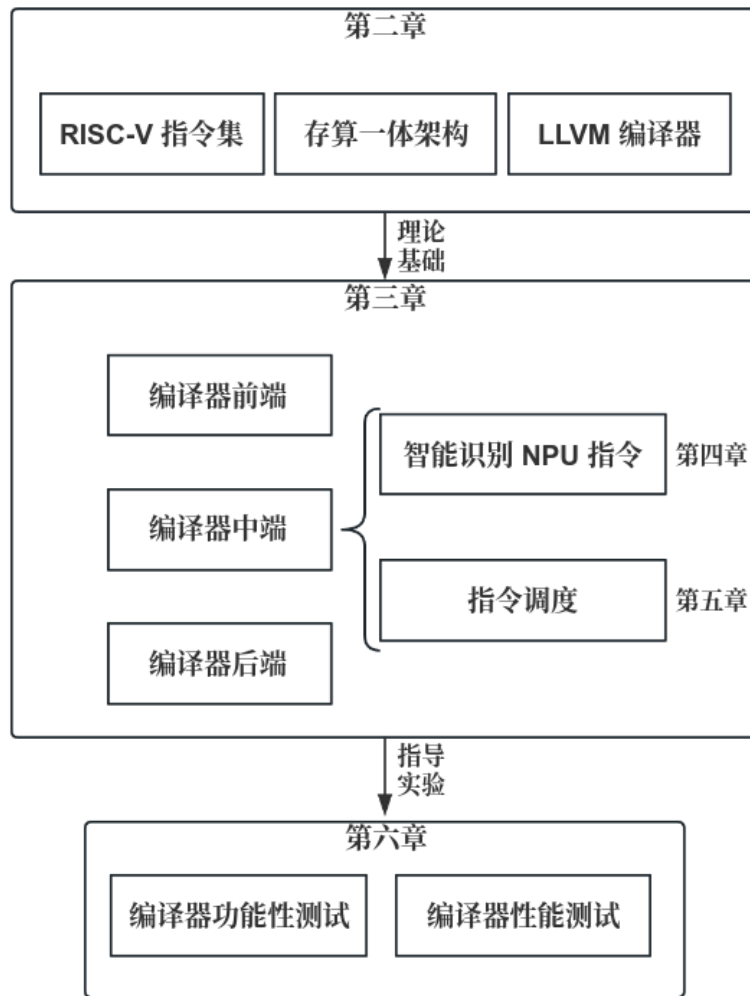 第二章
RISC-V 指令集
存算一体架构
LLVM 编译器
理论
基础
第三章
编译器前端
智能识别 NPU 指令
第四章
编译器中端
指令调度
第五章
编译器后端
指导
实验
第六章
编译器功能性测试
编译器性能测试